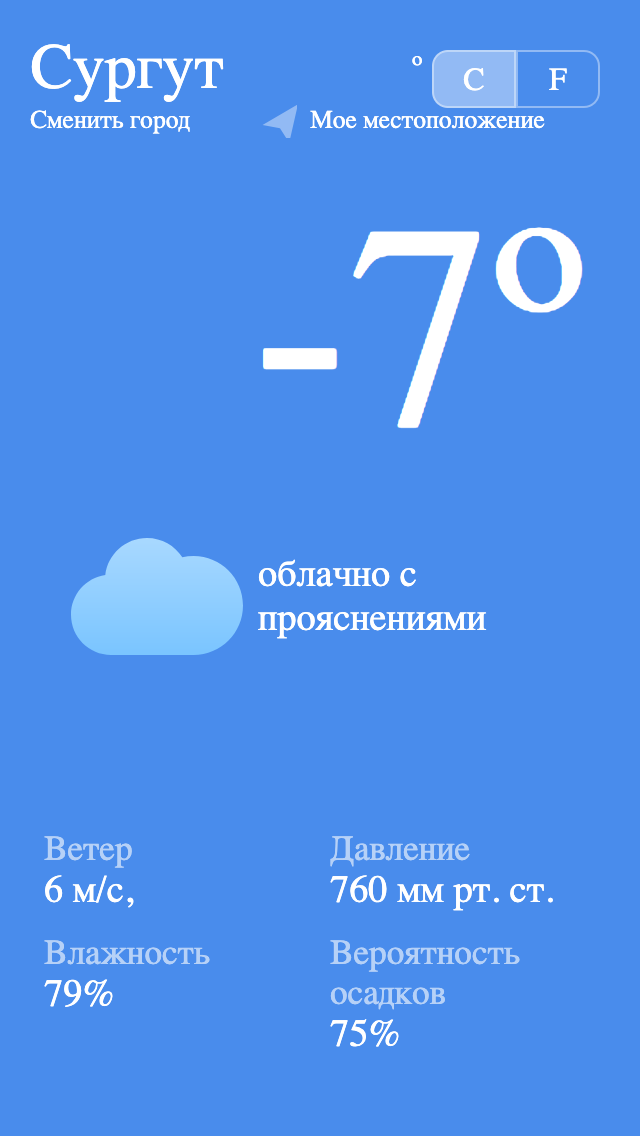 Сургут
º C F
Сменить город Мое местоположение
-7º
облачно с
прояснениями
Ветер Давление
6 м/с, 760 мм рт. ст.
Влажность Вероятность
79% осадков
75%